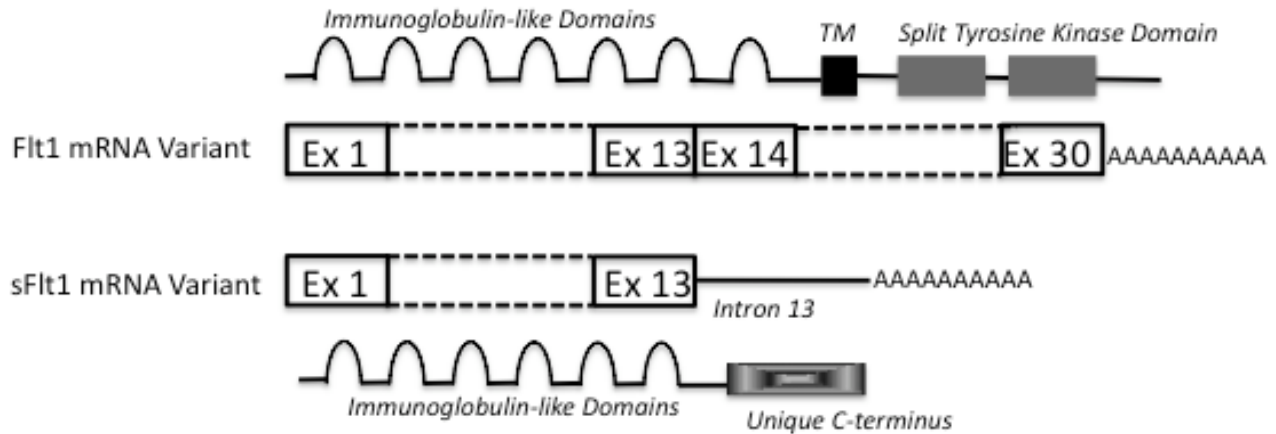 Immunoglobulin-like Domains
TM
Split Tyrosine Kinase Domain
Flt1 mRNA Variant
Ex 1
Ex 13
Ex 14
Ex 30
AAAAAAAAAA
sFlt1 mRNA Variant
Ex 1
Ex 13
AAAAAAAAAA
Intron 13
Immunoglobulin-like Domains
Unique C-terminus